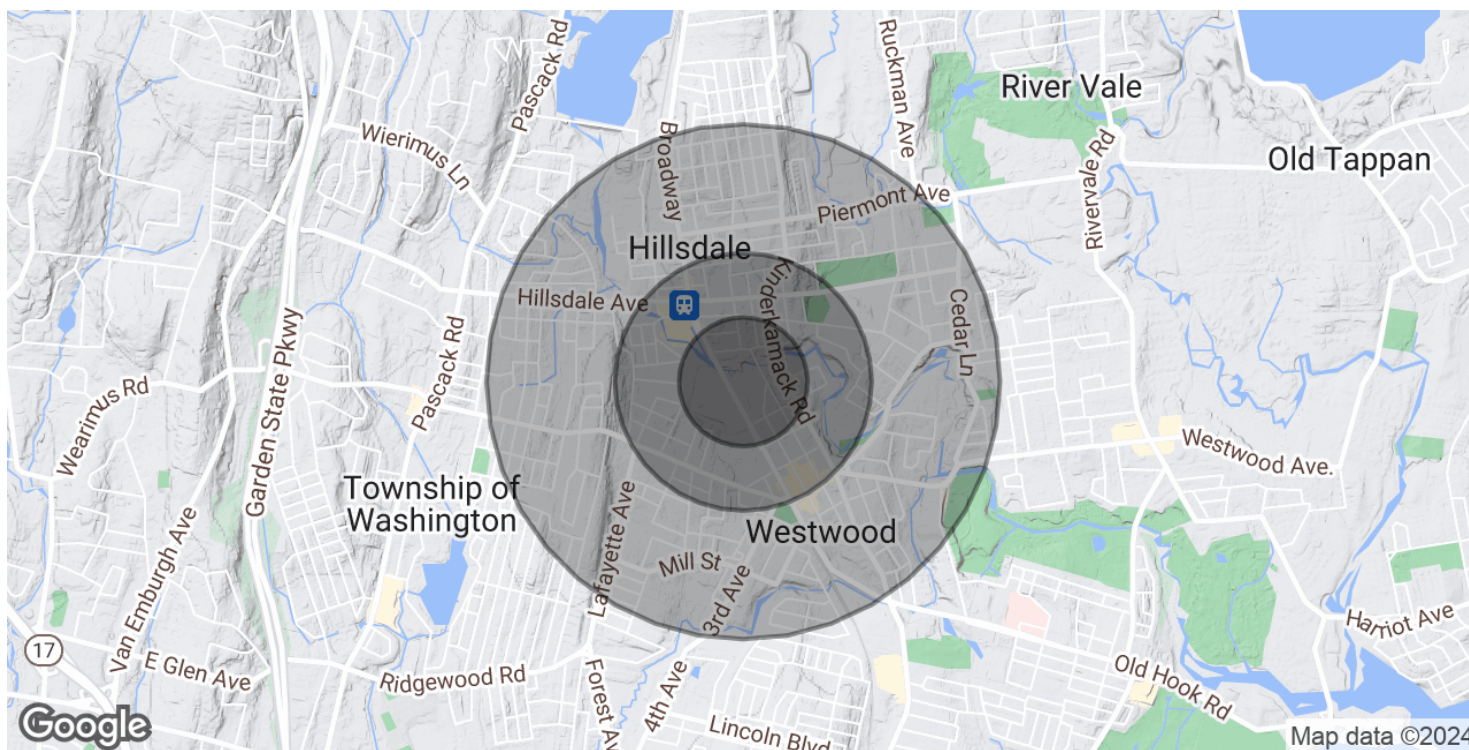 Pascack Rd
Ruckman Ave
River Vale
Wierimus Ln
Broadway
Rivervale Rd
Old Tappan
Piermont Ave
Hillsdale
Hillsdale Ave
Kinderkamack Rd
Cedar Ln
Garden State Pkwy
Pascack Rd
Wearimus Rd
Westwood Ave.
Township of
Washington
Lafayette Ave
Westwood
Van Emburgh Ave
Mill St
3rd Ave
17
E Glen Ave
Ridgewood Rd
Forest Av
4th Ave
Harriot Ave
Old Hook Rd
Lincoln Blvd
Google
Map data ©2024